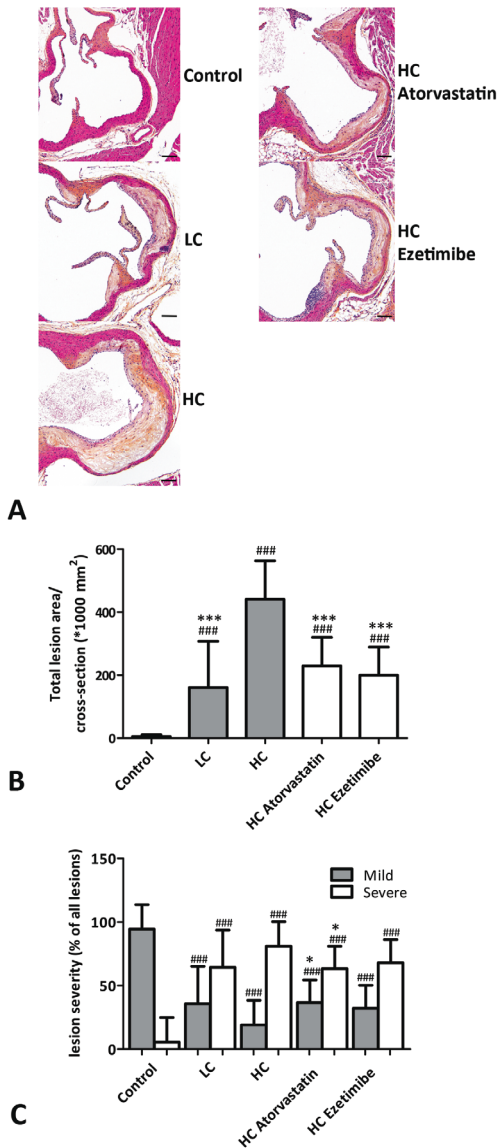 Control
HC
Atorvastatin
LC
HC
Ezetimibe
HC
A
Total lesion area/
cross-section (*1000 mm²)
600
400
200
0
###
***
###
***
###
***
###
Control
LC
HC
HC Atorvastatin
HC Ezetimibe
B
lesion severity (% of all lesions)
150
100
50
0
Mild
Severe
###
###
###
###
*
###
*
###
###
###
Control
LC
HC
HC Atorvastatin
HC Ezetimibe
C